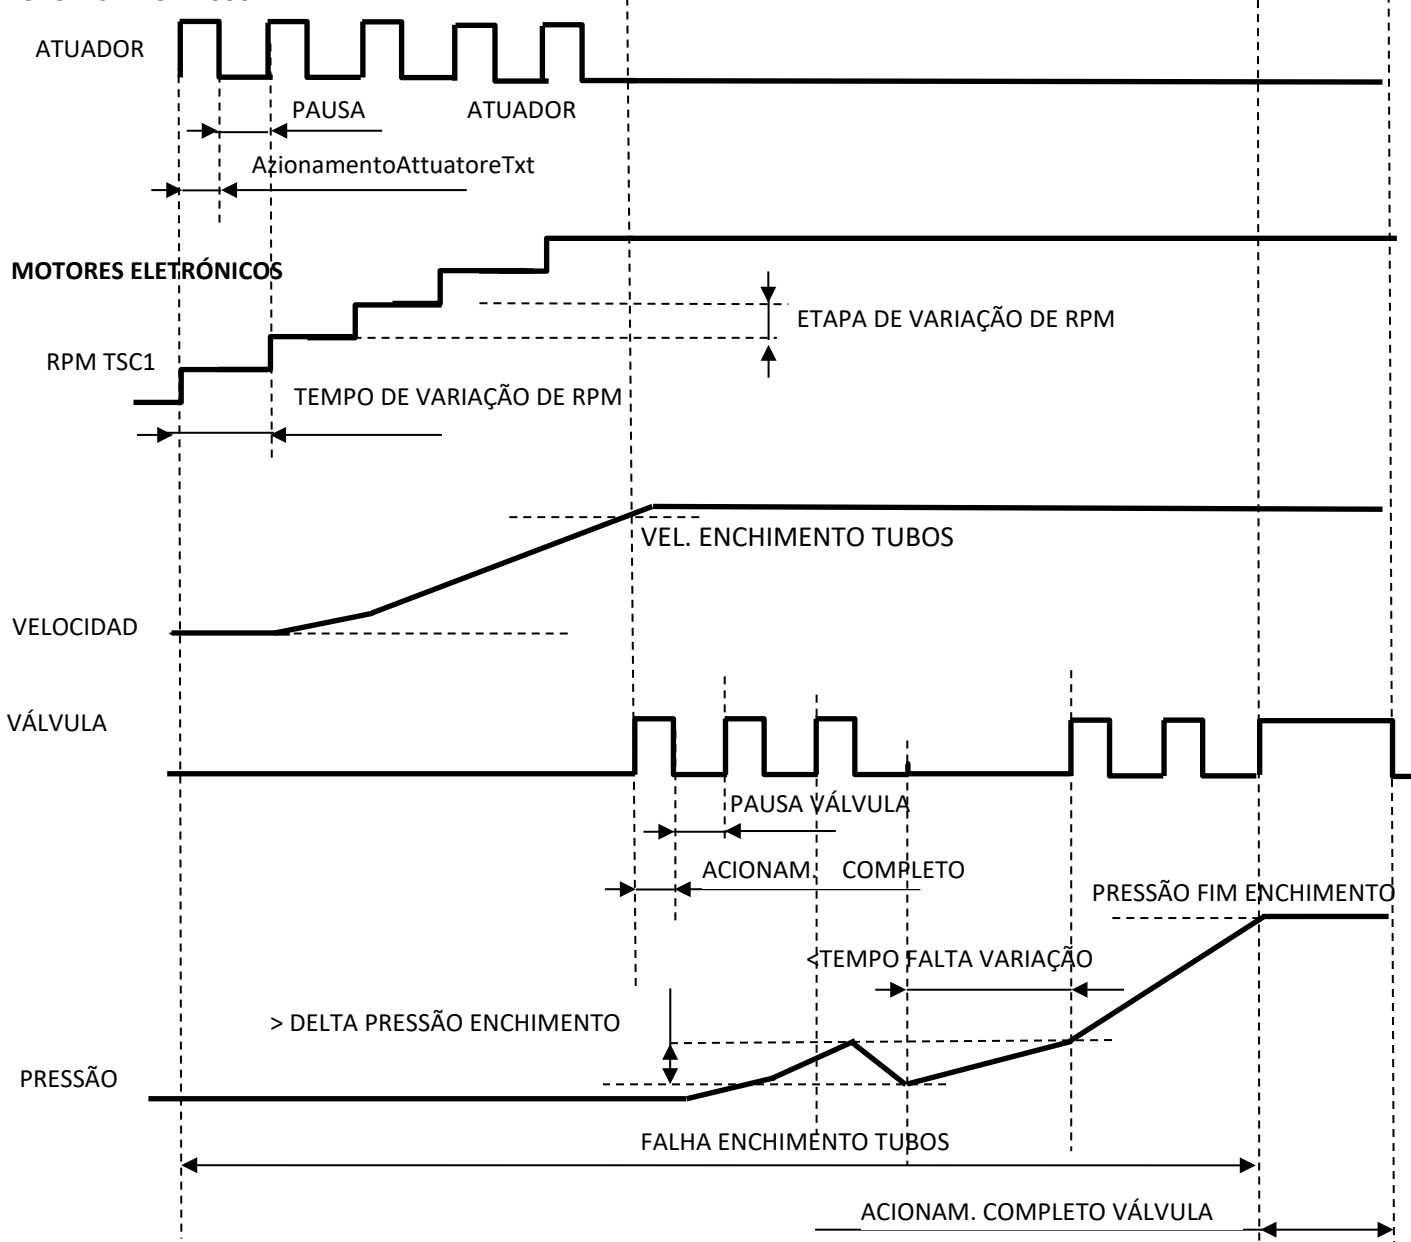 ATUADOR
PAUSA
ATUADOR
AzionamentoAttuatoreTxt
MOTORES ELETRÓNICOS
ETAPA DE VARIAÇÃO DE RPM
RPM TSC1
TEMPO DE VARIAÇÃO DE RPM
VEL. ENCHIMENTO TUBOS
VELOCIDAD
VÁLVULA
PAUSA VÁLVULA
ACIONAM. COMPLETO
PRESSÃO FIM ENCHIMENTO
<TEMPO FALTA VARIAÇÃO
> DELTA PRESSÃO ENCHIMENTO
PRESSÃO
FALHA ENCHIMENTO TUBOS
ACIONAM. COMPLETO VÁLVULA